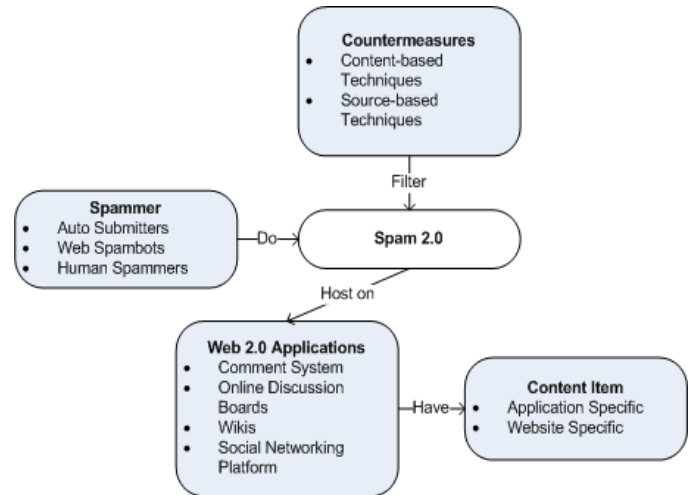 Countermeasures
• Content-based
Techniques
• Source-based
Techniques
Filter
Spammer
• Auto Submitters
• Web Spambots
• Human Spammers
Do
Spam 2.0
Host on
Web 2.0 Applications
• Comment System
• Online Discussion
Boards
• Wikis
• Social Networking
Platform
Have
Content Item
• Application Specific
• Website Specific